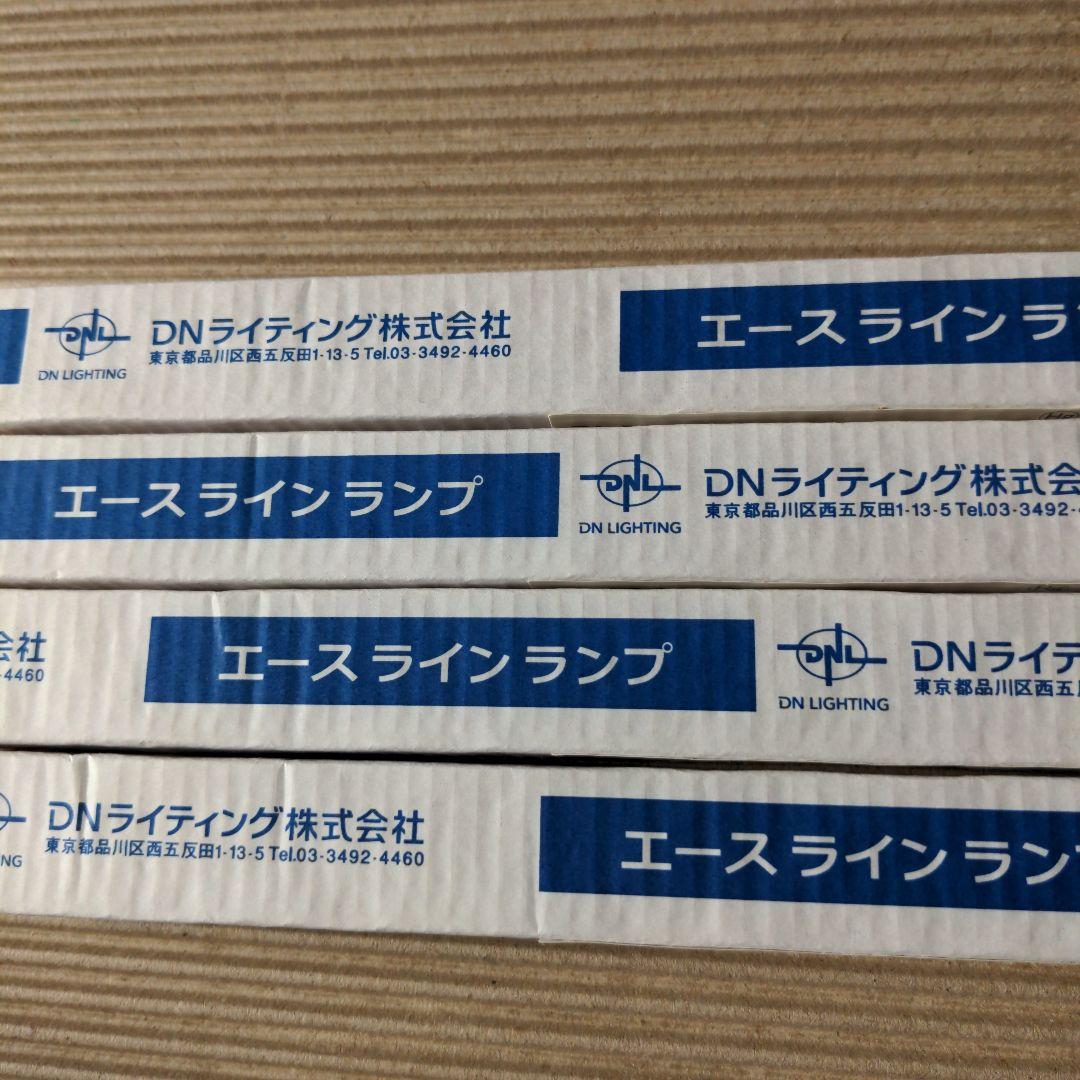 DNL
DN LIGHTING
DNライティング株式会社
東京都品川区西五反田1-13-5 Tel.03-3492-4460
エース ライン ラ
エース ライン ランプ
DNL
DN LIGHTING
DNライティング株式会
東京都品川区西五反田1-13-5 Tel.03-3492-
会社
-4460
エース ライン ランプ
DNL
DN LIGHTING
DNライテ
東京都品川区西五
NG
DNライティング株式会社
東京都品川区西五反田1-13-5 Tel.03-3492-4460
エース ライン ラン